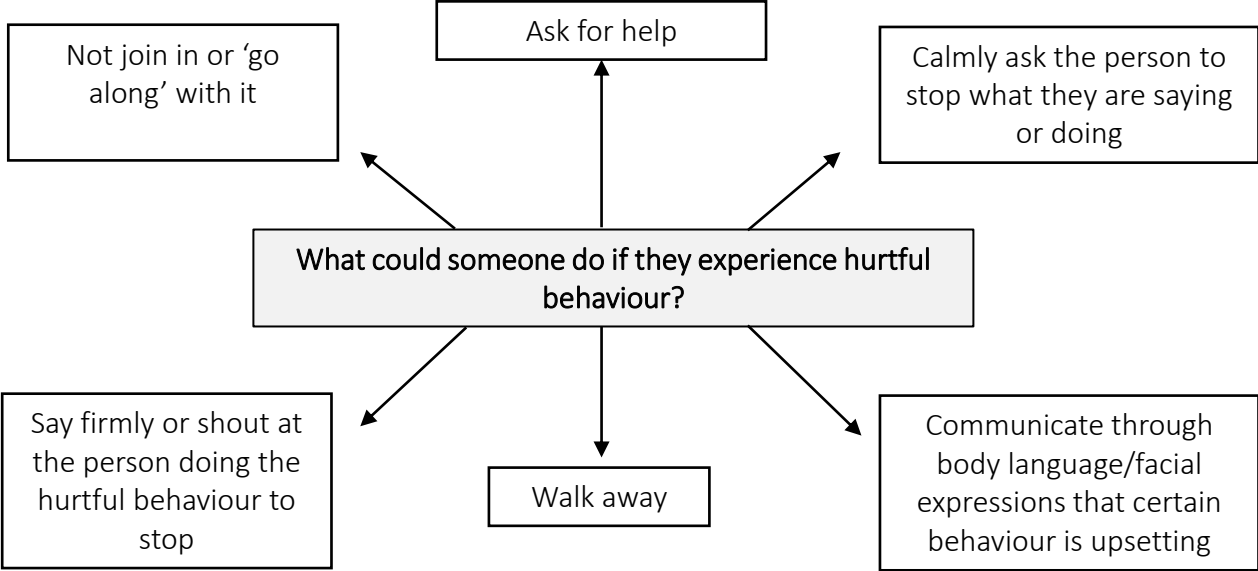 Not join in or ‘go
along’ with it
Ask for help
Calmly ask the person to
stop what they are saying
or doing
What could someone do if they experience hurtful
behaviour?
Say firmly or shout at
the person doing the
hurtful behaviour to
stop
Walk away
Communicate through
body language/facial
expressions that certain
behaviour is upsetting